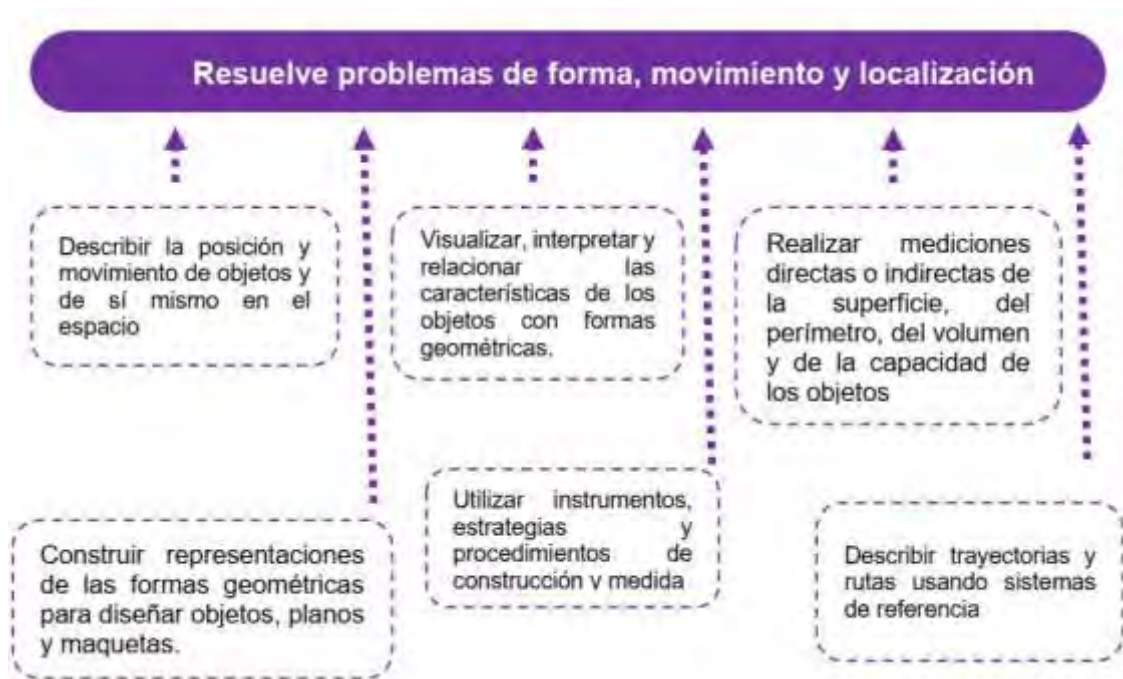 Resuelve problemas de forma, movimiento y localización
Describir la posición y
movimiento de objetos y
de sí mismo en el
espacio
Visualizar, interpretar y
relacionar las
características de los
objetos con formas
geométricas.
Realizar mediciones
directas o indirectas de
la superficie, del
perímetro, del volumen
y de la capacidad de
los objetos
Construir representaciones
de las formas geométricas
para diseñar objetos, planos
y maquetas.
Utilizar instrumentos,
estrategias y
procedimientos de
construcción y medida
Describir trayectorias y
rutas usando sistemas
de referencia